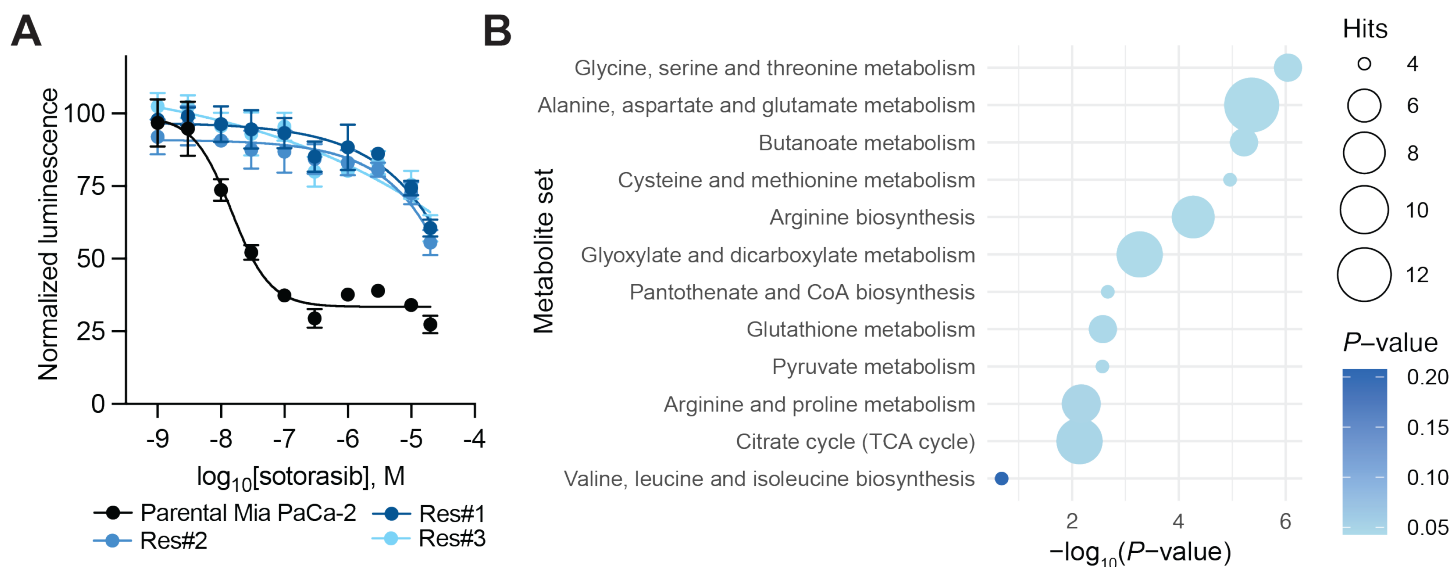 A
Normalized luminescence
100
75
50
25
0
-9 -8 -7 -6 -5 -4
log10[sotorasib], M
Parental Mia PaCa-2 Res#1
Res#2 Res#3
B
Metabolite set
Glycine, serine and threonine metabolism
Alanine, aspartate and glutamate metabolism
Butanoate metabolism
Cysteine and methionine metabolism
Arginine biosynthesis
Glyoxylate and dicarboxylate metabolism
Pantothenate and CoA biosynthesis
Glutathione metabolism
Pyruvate metabolism
Arginine and proline metabolism
Citrate cycle (TCA cycle)
Valine, leucine and isoleucine biosynthesis
2 4 6
−log10(P−value)
Hits
4
6
8
10
12
P−value
0.20
0.15
0.10
0.05